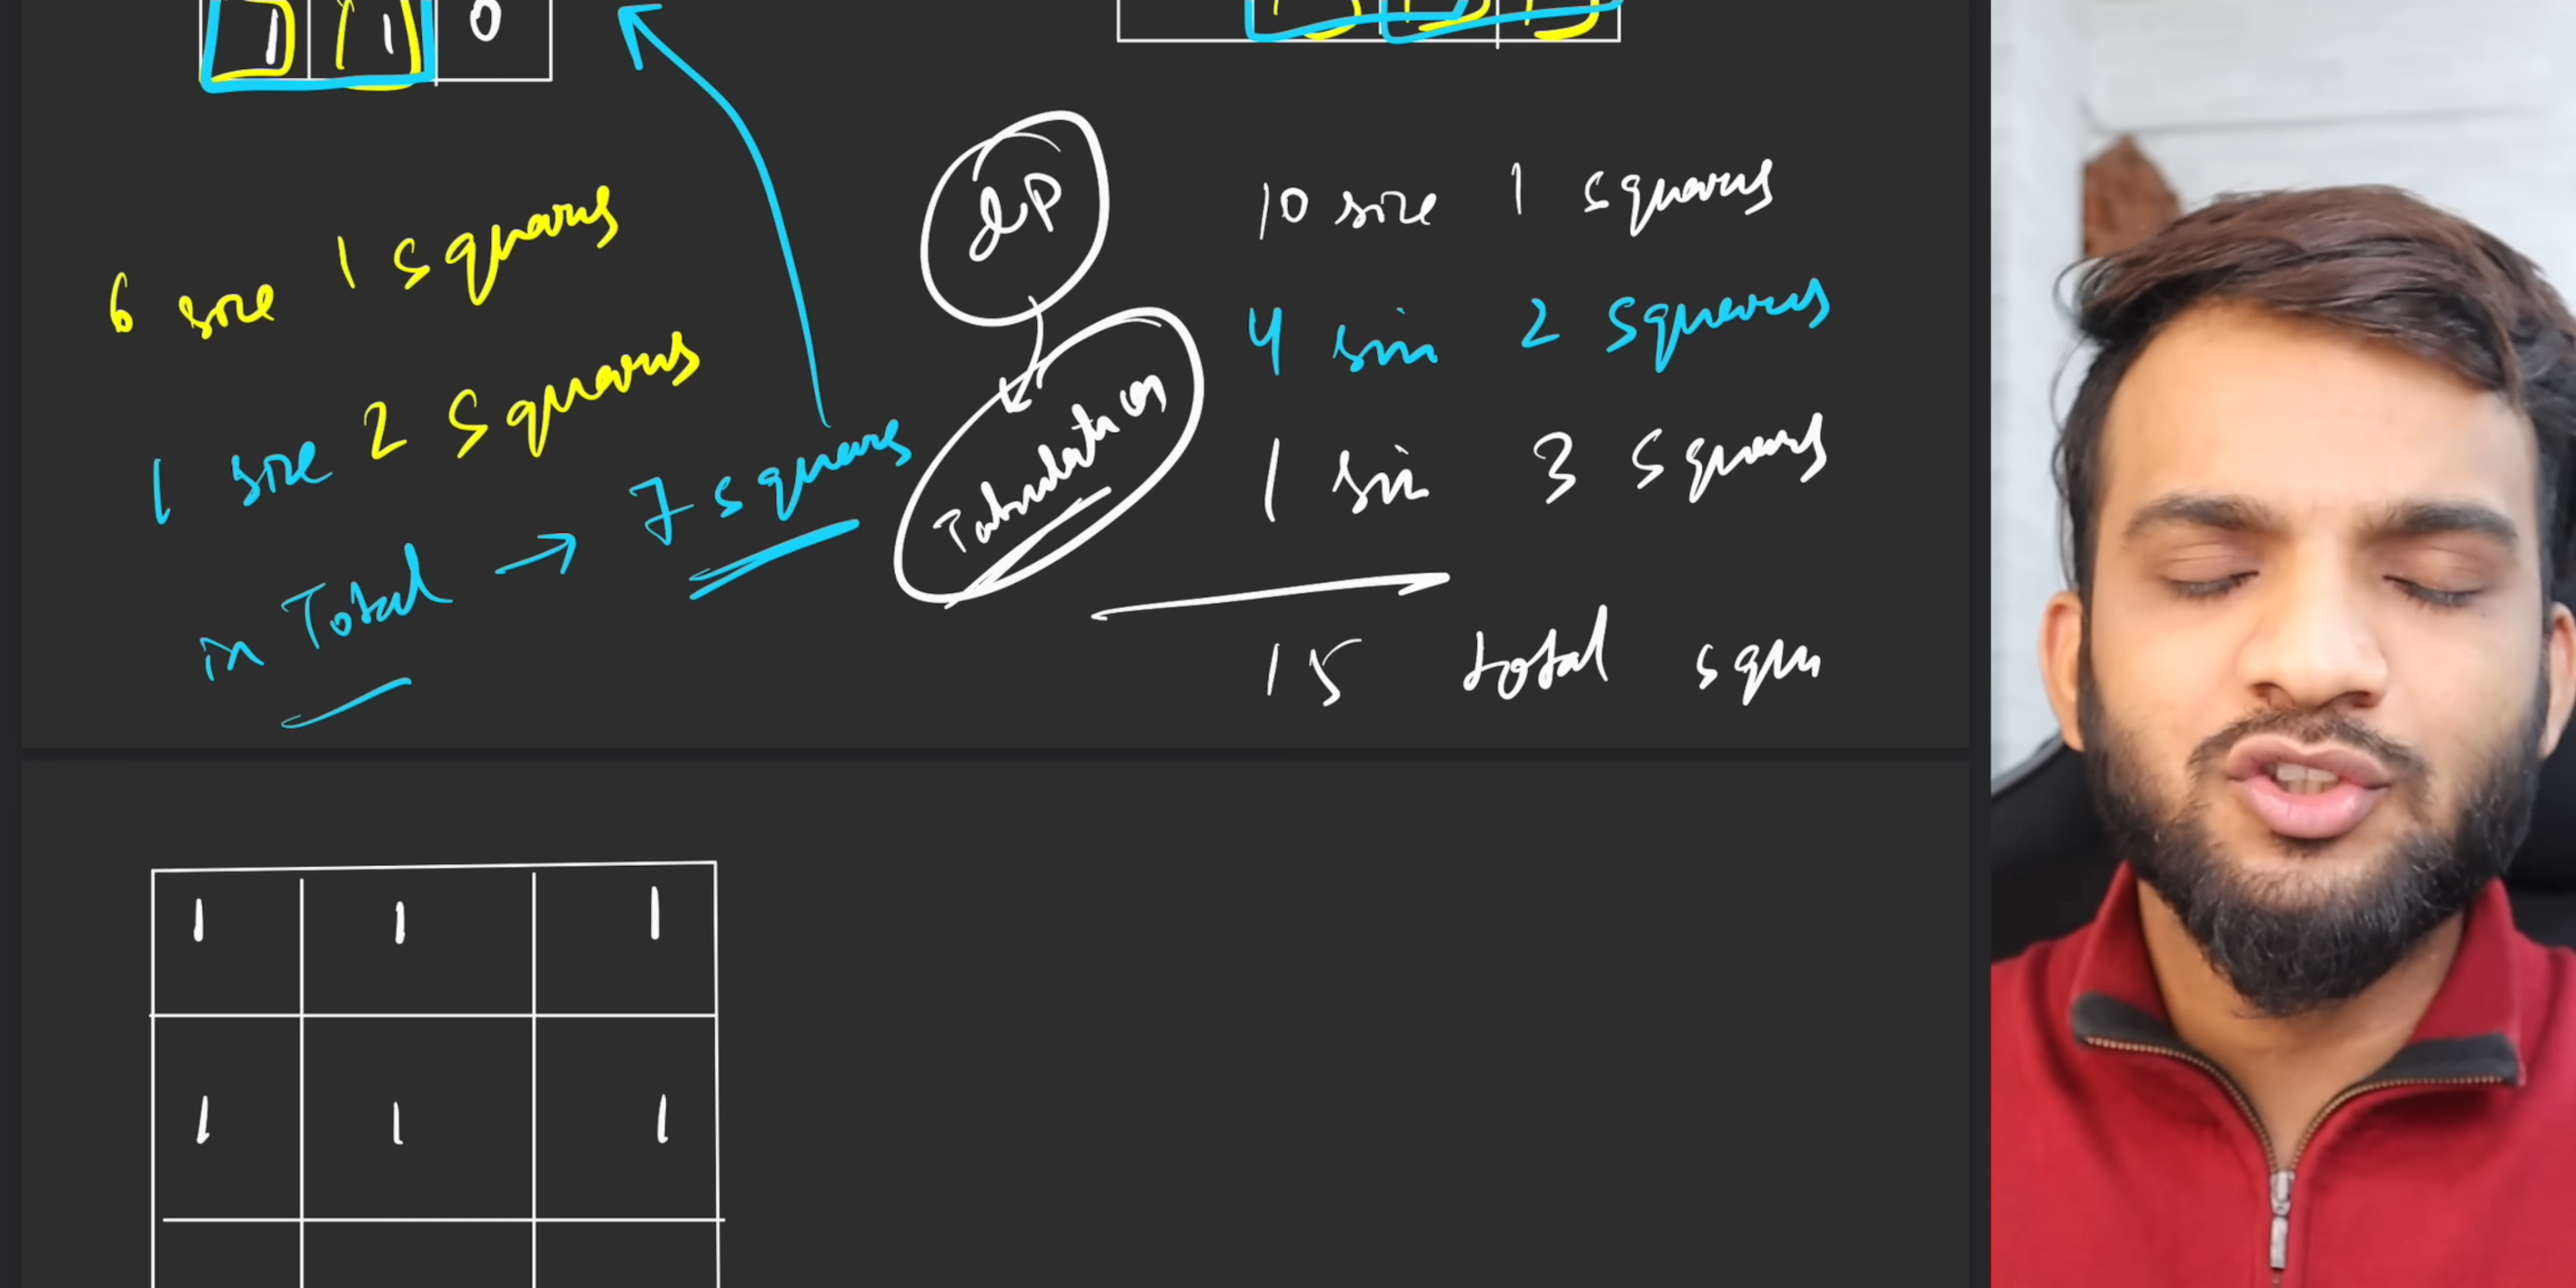 1 1 0
6 size 1 squares
1 size 2 squares
in Total → 7 squares
dP
Tabulation
10 size 1 squares
4 size 2 squares
1 size 3 squares
15 total squ
1 1 1
1 1 1